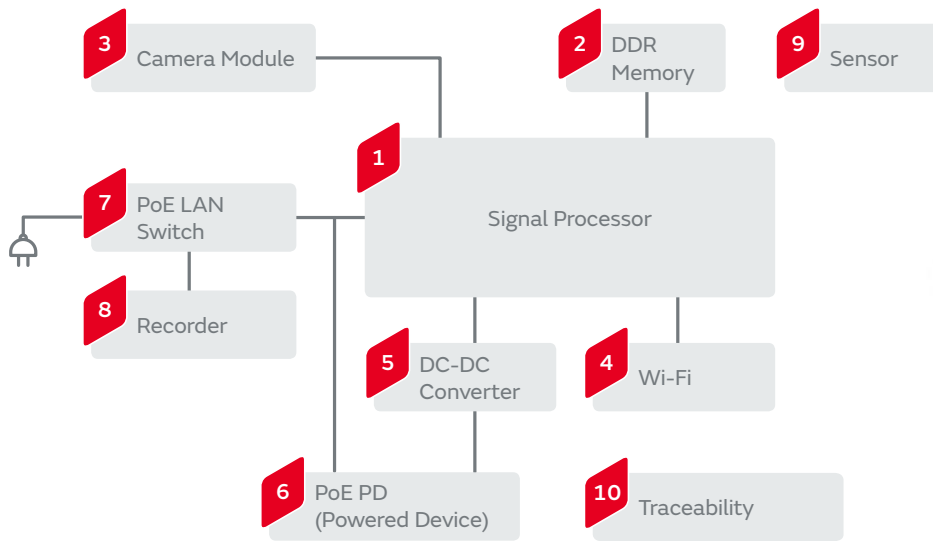 3
Camera Module
2
DDR
Memory
9
Sensor
1
Signal Processor
7
PoE LAN
Switch
8
Recorder
5
DC-DC
Converter
4
Wi-Fi
6
PoE PD
(Powered Device)
10
Traceability